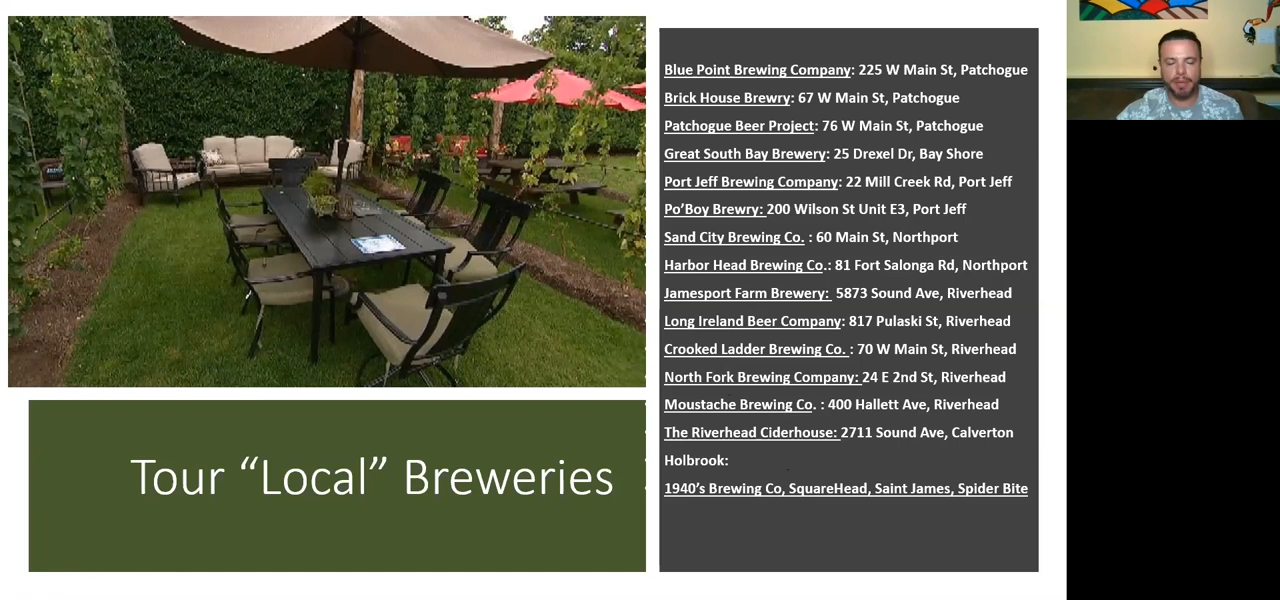 Blue Point Brewing Company: 225 W Main St, Patchogue
Brick House Brewry: 67 W Main St, Patchogue
Patchogue Beer Project: 76 W Main St, Patchogue
Great South Bay Brewery: 25 Drexel Dr, Bay Shore
Port Jeff Brewing Company: 22 Mill Creek Rd, Port Jeff
Po’Boy Brewry: 200 Wilson St Unit E3, Port Jeff
Sand City Brewing Co. : 60 Main St, Northport
Harbor Head Brewing Co.: 81 Fort Salonga Rd, Northport
Jamesport Farm Brewery: 5873 Sound Ave, Riverhead
Long Ireland Beer Company: 817 Pulaski St, Riverhead
Crooked Ladder Brewing Co. : 70 W Main St, Riverhead
North Fork Brewing Company: 24 E 2nd St, Riverhead
Moustache Brewing Co. : 400 Hallett Ave, Riverhead
The Riverhead Ciderhouse: 2711 Sound Ave, Calverton
Holbrook:
1940’s Brewing Co, SquareHead, Saint James, Spider Bite
Tour “Local” Breweries